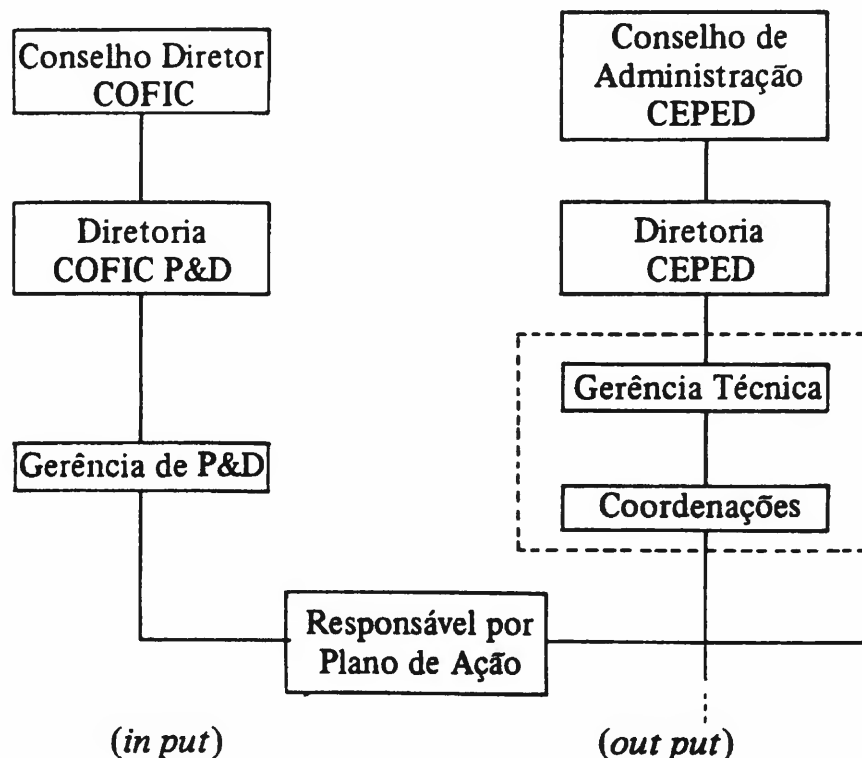 Conselho Diretor
COFIC
Diretoria
COFIC P&D
Gerência de P&D
Conselho de
Administração
CEPED
Diretoria
CEPED
Gerência Técnica
Coordenações
Responsável por
Plano de Ação
(in put)
(out put)